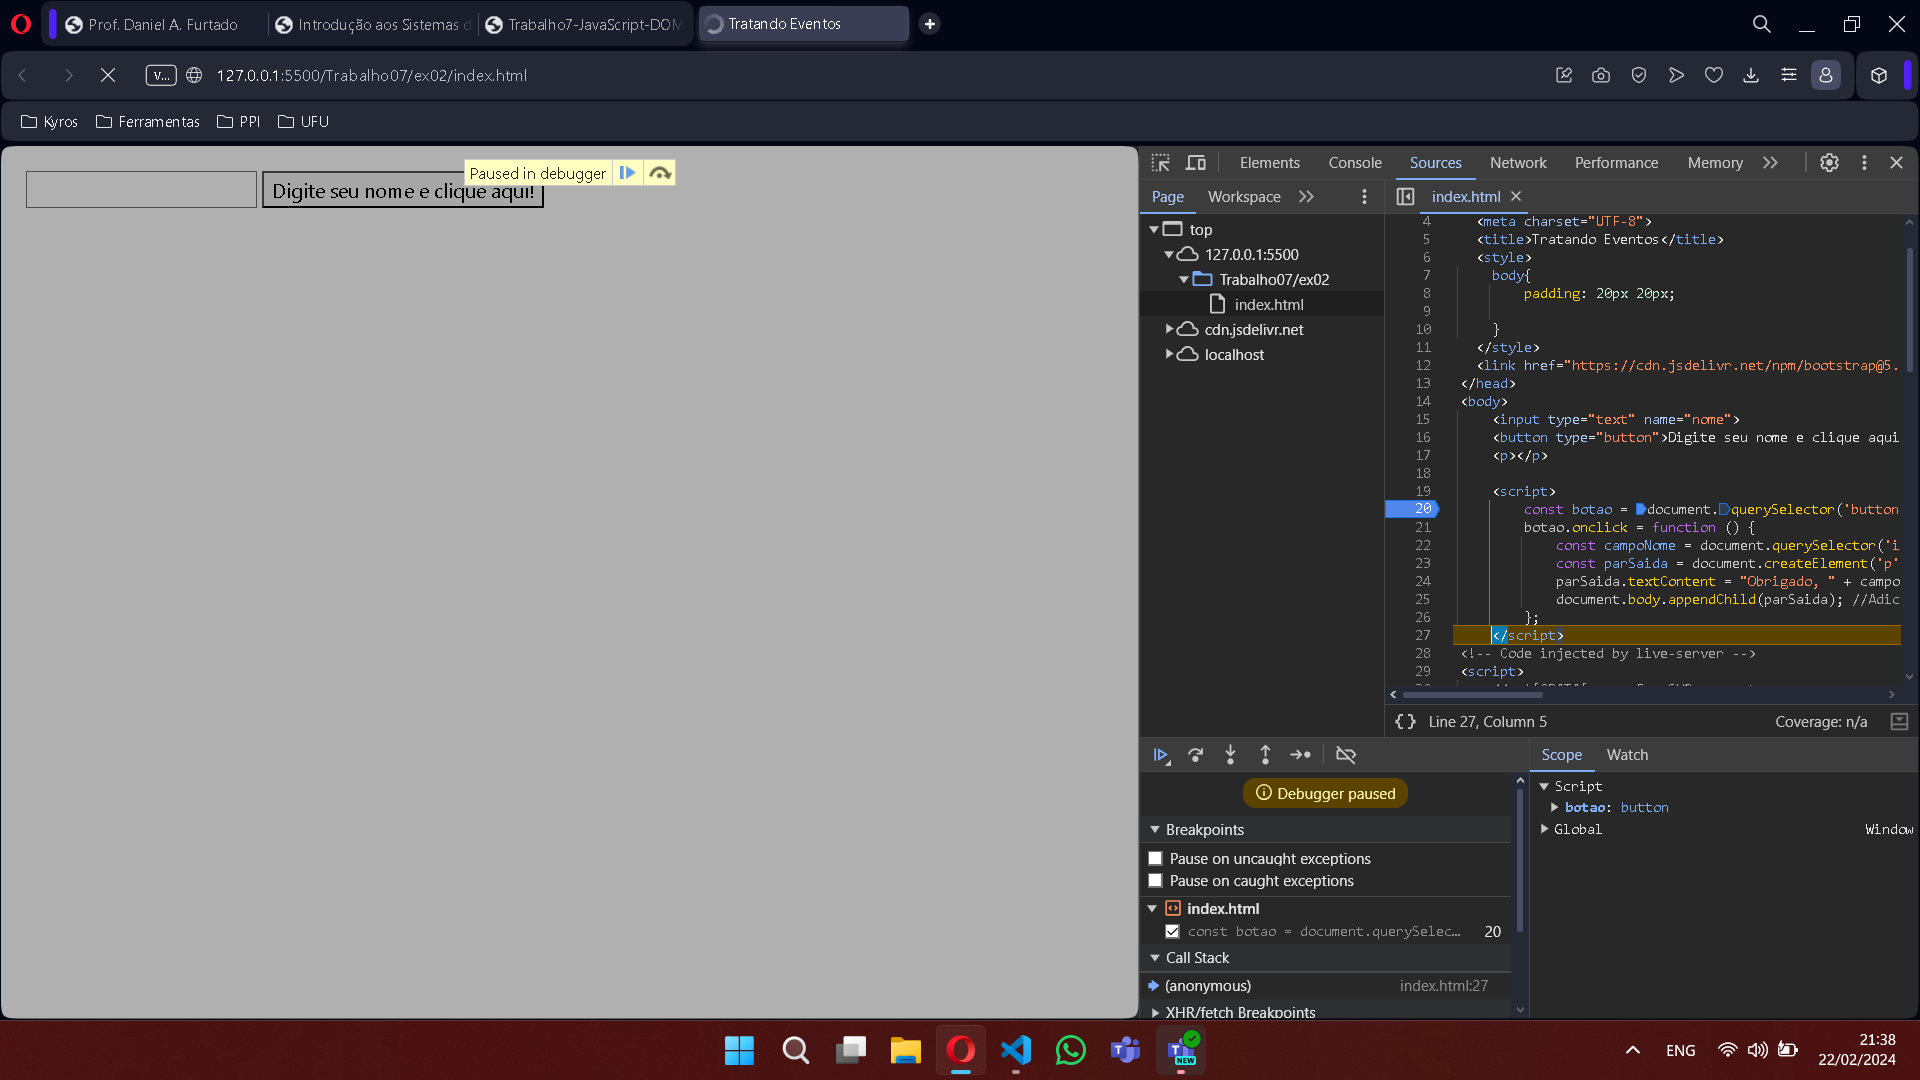 Prof. Daniel A. Furtado
Introdução aos Sistemas d
Trabalho7-JavaScript-DOM
Tratando Eventos
V...
127.0.0.1:5500/Trabalho07/ex02/index.html
Kyros
Ferramentas
PPI
UFU
Digite seu nome e clique aqui!
Paused in debugger
Elements
Console
Sources
Network
Performance
Memory
Page
Workspace
index.html
top
127.0.0.1:5500
Trabalho07/ex02
index.html
cdn.jsdelivr.net
localhost
4 <meta charset="UTF-8">
5 <title>Tratando Eventos</title>
6 <style>
7 body{
8 padding: 20px 20px;
9
10 }
11 </style>
12 <link href="https://cdn.jsdelivr.net/npm/bootstrap@5.
13 </head>
14 <body>
15 <input type="text" name="nome">
16 <button type="button">Digite seu nome e clique aqui
17 <p></p>
18
19 <script>
20 const botao = document.querySelector('button
21 botao.onclick = function () {
22 const campoNome = document.querySelector('i
23 const parSaida = document.createElement('p'
24 parSaida.textContent = "Obrigado, " + campo
25 document.body.appendChild(parSaida); //Adic
26 };
27 </script>
28 <!-- Code injected by live-server -->
29 <script>
{} Line 27, Column 5
Coverage: n/a
Debugger paused
Breakpoints
Pause on uncaught exceptions
Pause on caught exceptions
index.html
const botao = document.querySelec... 20
Call Stack
(anonymous) index.html:27
XHR/fetch Breakpoints
Scope
Watch
Script
botao: button
Global Window
NEW
ENG
21:38
22/02/2024